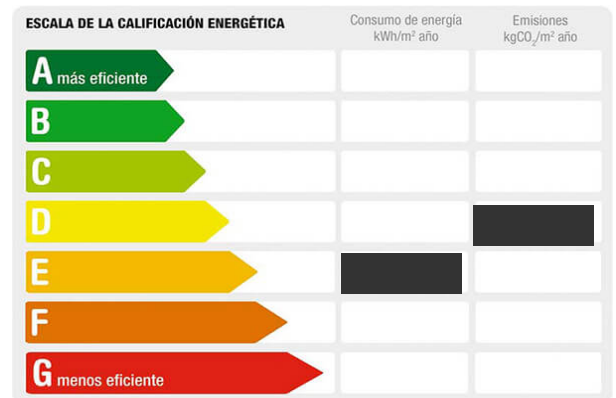 ESCALA DE LA CALIFICACIÓN ENERGÉTICA
Consumo de energía
kWh/m² año
Emisiones
kgCO₂/m² año
A más eficiente
B
C
D
E
F
G menos eficiente